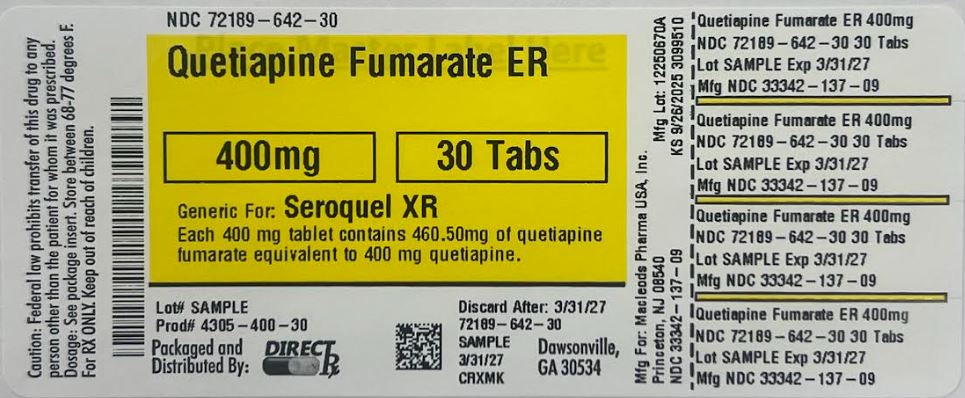 Caution: Federal law prohibits transfer of this drug to any
person other than the patient for whom it was prescribed.
Dosage: See package insert. Store between 68-77 degrees F.
For RX ONLY. Keep out of reach of children.
NDC 72189-642-30
Place Master Label Here
Quetiapine Fumarate ER
400mg
30 Tabs
Generic For: Seroquel XR
Each 400 mg tablet contains 460.50mg of quetiapine
fumarate equivalent to 400 mg quetiapine.
Lot# SAMPLE
Prod# 4305-400-30
Packaged and
Distributed By:
DIRECT Rx
Discard After: 3/31/27
72189-642-30
SAMPLE
3/31/27
CRXMK
Dawsonville,
GA 30534
Mfg Lot: 12250670A
KS 9/26/2025 3099510
Mfg For: Macleods Pharma USA, Inc.
Princeton, NJ 08540
NDC 33342-137-09
Quetiapine Fumarate ER 400mg
NDC 72189-642-30 30 Tabs
Lot SAMPLE Exp 3/31/27
Mfg NDC 33342-137-09
Quetiapine Fumarate ER 400mg
NDC 72189-642-30 30 Tabs
Lot SAMPLE Exp 3/31/27
Mfg NDC 33342-137-09
Quetiapine Fumarate ER 400mg
NDC 72189-642-30 30 Tabs
Lot SAMPLE Exp 3/31/27
Mfg NDC 33342-137-09
Quetiapine Fumarate ER 400mg
NDC 72189-642-30 30 Tabs
Lot SAMPLE Exp 3/31/27
Mfg NDC 33342-137-09